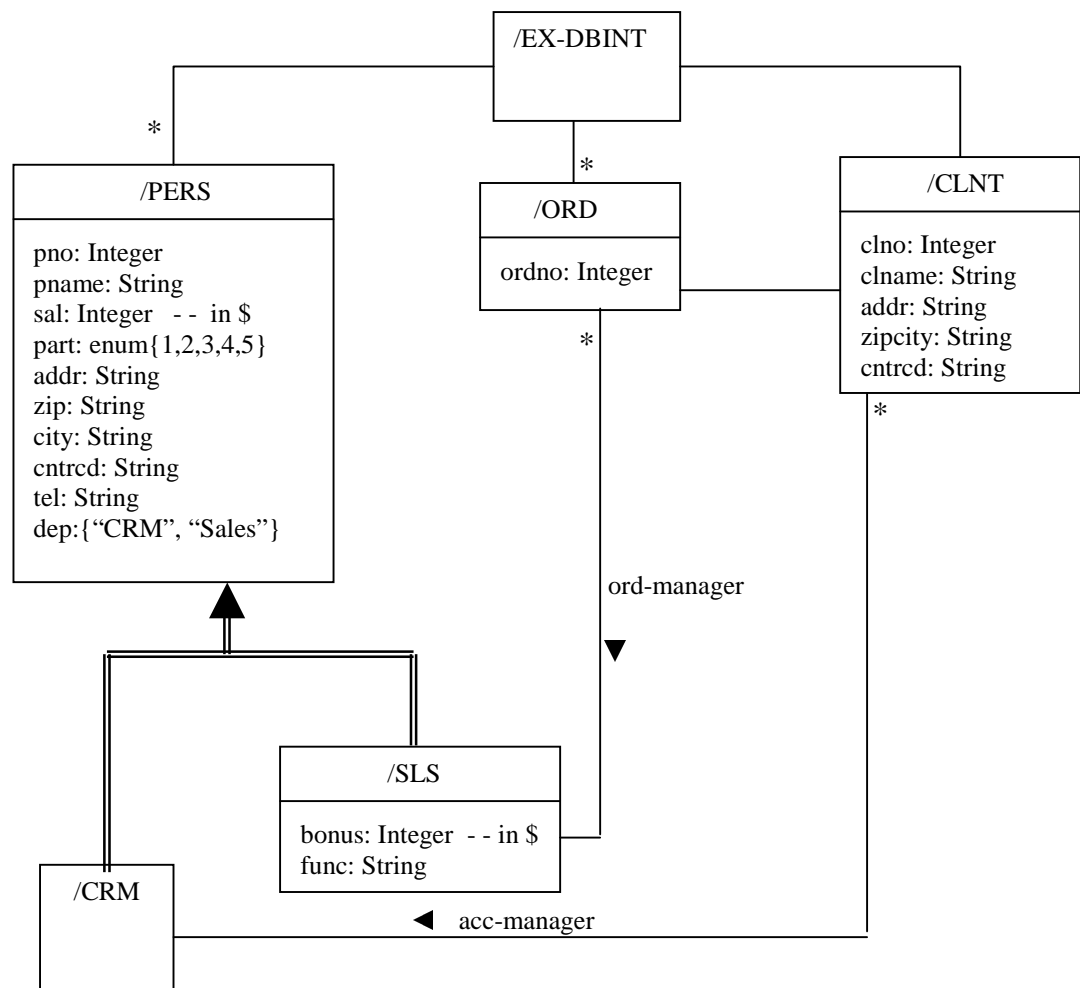 /EX-DBINT
*
*
/PERS
pno: Integer
pname: String
sal: Integer - - in $
part: enum{1,2,3,4,5}
addr: String
zip: String
city: String
cntrcd: String
tel: String
dep:{“CRM”, “Sales”}
/ORD
ordno: Integer
*
/CLNT
clno: Integer
clname: String
addr: String
zipcity: String
cntrcd: String
*
ord-manager
/SLS
bonus: Integer - - in $
func: String
/CRM
acc-manager